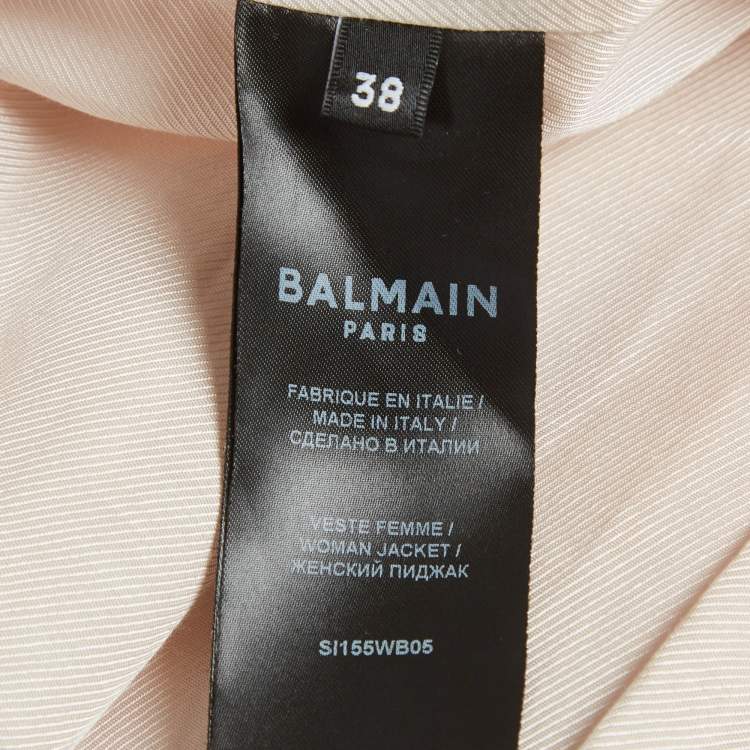 38
BALMAIN
PARIS
FABRIQUE EN ITALIE /
MADE IN ITALY /
СДЕЛАНО В ИТАЛИИ
VESTE FEMME /
WOMAN JACKET /
ЖЕНСКИЙ ПИДЖАК
SI155WB05